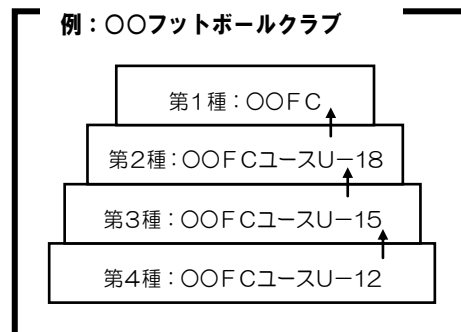 例：〇〇フットボールクラブ
第1種：〇〇ＦＣ
第2種：〇〇ＦＣユースＵ－18
第3種：〇〇ＦＣユースＵ－15
第4種：〇〇ＦＣユースＵ－12